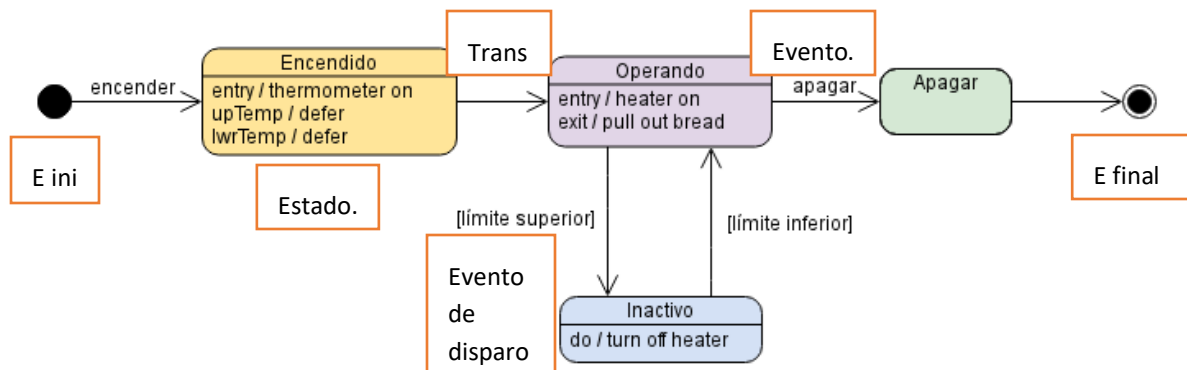 encender
E ini
Encendido
entry / thermometer on
upTemp / defer
lwrTemp / defer
Estado.
Trans
Operando
entry / heater on
exit / pull out bread
Evento.
apagar
Apagar
E final
[límite superior]
[límite inferior]
Evento
de
disparo
Inactivo
do / turn off heater